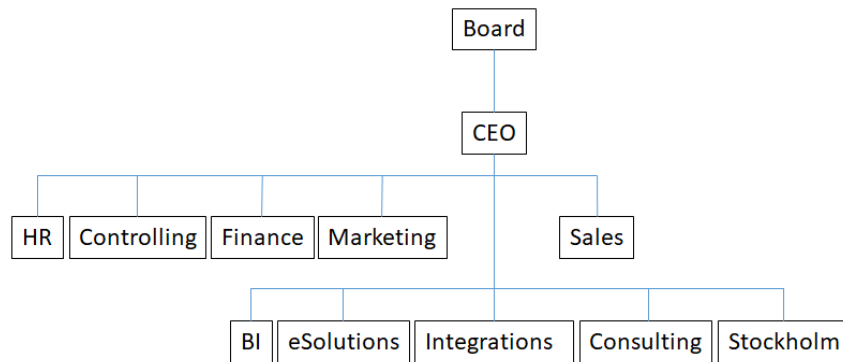 Board
CEO
HR
Controlling
Finance
Marketing
Sales
BI
eSolutions
Integrations
Consulting
Stockholm